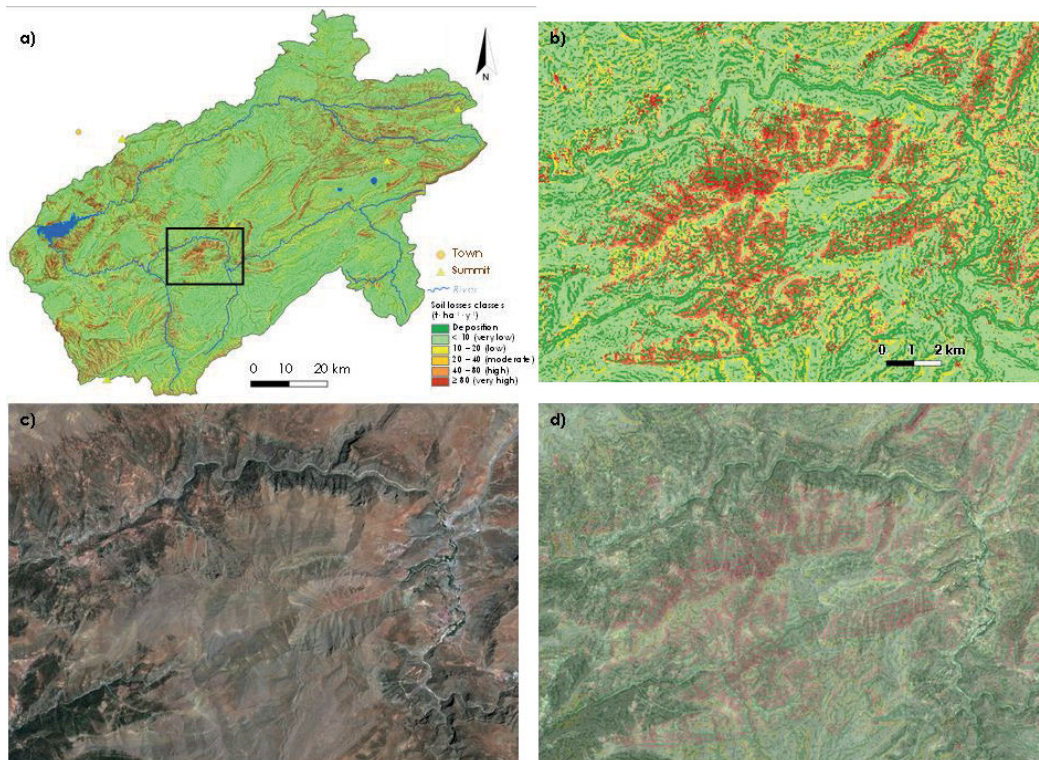 a)
N
Town
Summit
River
Soil losses classes
Deposition
< 10 (very low)
10 – 20 (low)
20 – 40 (moderate)
40 – 80 (high)
≥ 80 (very high)
0 10 20 km
b)
0 1 2 km
c)
d)